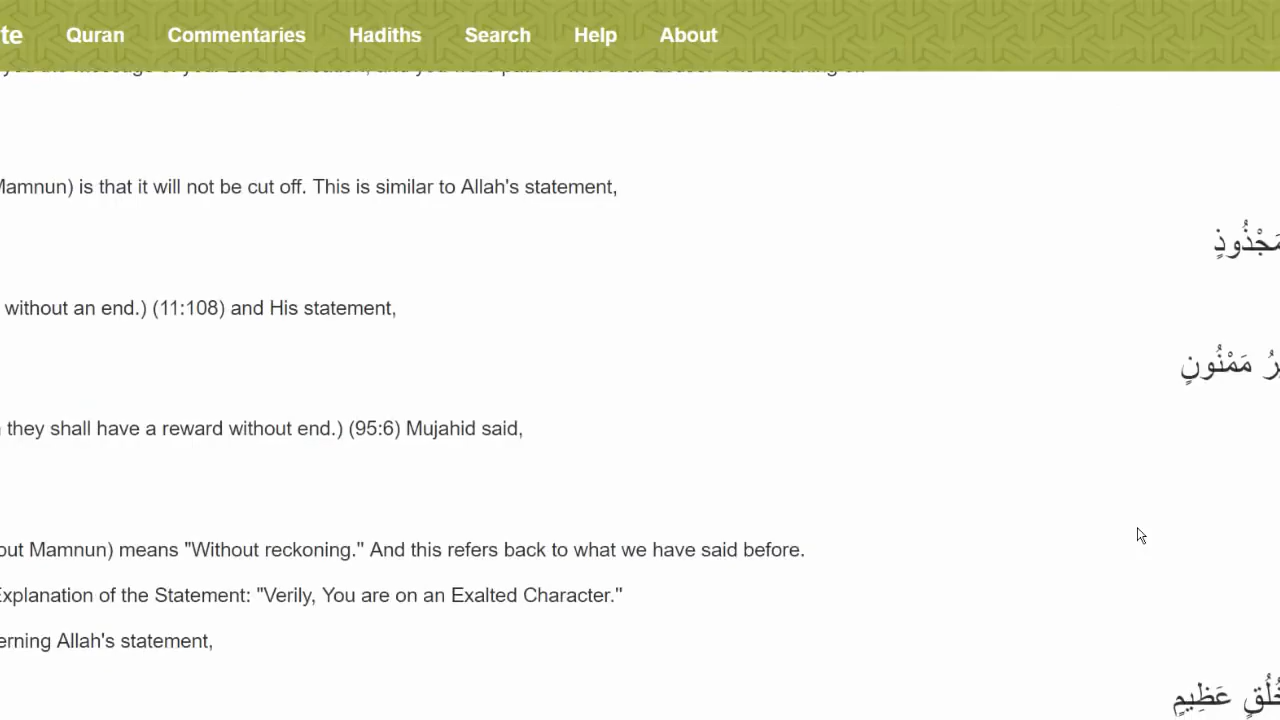 te Quran Commentaries Hadiths Search Help About
Mamnun) is that it will not be cut off. This is similar to Allah's statement,
مَجْذُوذٍ
without an end.) (11:108) and His statement,
مَمْنُونٍ
they shall have a reward without end.) (95:6) Mujahid said,
out Mamnun) means "Without reckoning." And this refers back to what we have said before.
Explanation of the Statement: "Verily, You are on an Exalted Character."
erning Allah's statement,
خُلُقٍ عَظِيمٍ